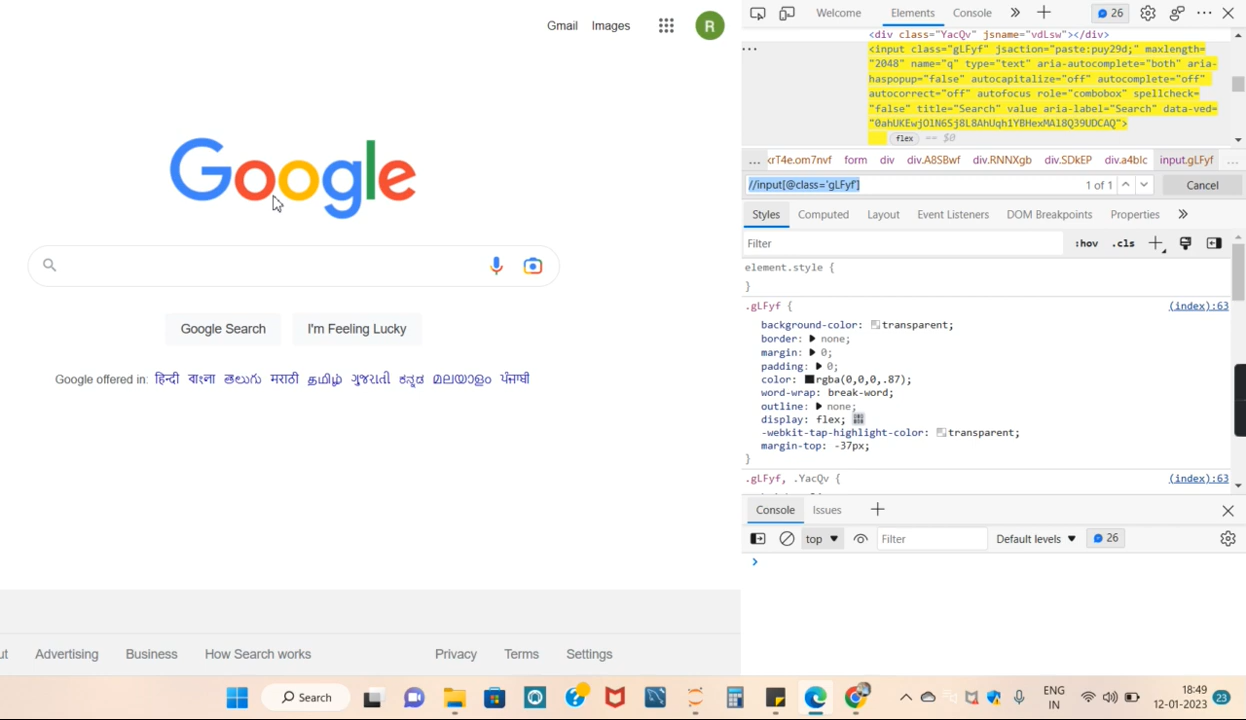 Gmail Images R
Google
Google Search I'm Feeling Lucky
Google offered in: हिन्दी বাংলা తెలుగు मराठी தமிழ் ગુજરાતી ಕನ್ನಡ മലയാളം ਪੰਜਾਬੀ
ut Advertising Business How Search works Privacy Terms Settings
Welcome Elements Console » + 26
<div class="YacQv" jsname="vdLsw"></div>
<input class="gLFyf" jsaction="paste:puy29d;" maxlength=
"2048" name="q" type="text" aria-autocomplete="both" aria-
haspopup="false" autocapitalize="off" autocomplete="off"
autocorrect="off" autofocus role="combobox" spellcheck=
"false" title="Search" value aria-label="Search" data-ved=
"0ahUKEwjOlN6Sj8L8AhUqh1YBHexMAl8Q39UDCAQ">
flex == $0
... xrT4e.om7nvf form div div.A8SBwf div.RNNXgb div.SDkEP div.a4bIc input.gLFyf ...
//input[@class='gLFyf'] 1 of 1 Cancel
Styles Computed Layout Event Listeners DOM Breakpoints Properties »
Filter :hov .cls +
element.style {
}
.gLFyf { (index):63
background-color: transparent;
border: none;
margin: 0;
padding: 0;
color: rgba(0,0,0,.87);
word-wrap: break-word;
outline: none;
display: flex;
-webkit-tap-highlight-color: transparent;
margin-top: -37px;
}
.gLFyf, .YacQv { (index):63
Console Issues +
top Filter Default levels 26
Search
ENG
IN
18:49
12-01-2023
23